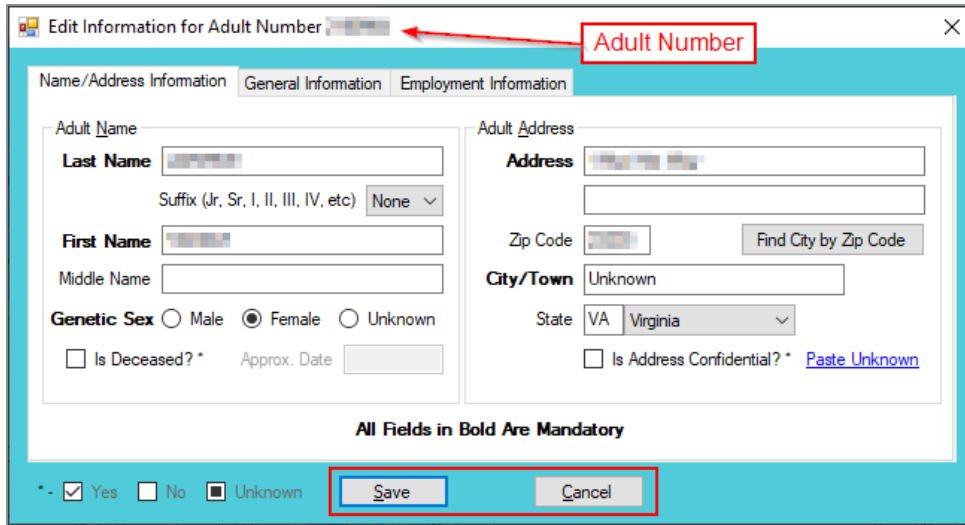 Edit Information for Adult Number
Adult Number
Name/Address Information General Information Employment Information
Adult Name
Last Name
Suffix (Jr, Sr, I, II, III, IV, etc) None
First Name
Middle Name
Genetic Sex Male Female Unknown
Is Deceased? * Approx. Date
Adult Address
Address
Zip Code Find City by Zip Code
City/Town Unknown
State VA Virginia
Is Address Confidential? * Paste Unknown
All Fields in Bold Are Mandatory
* - Yes No Unknown Save Cancel